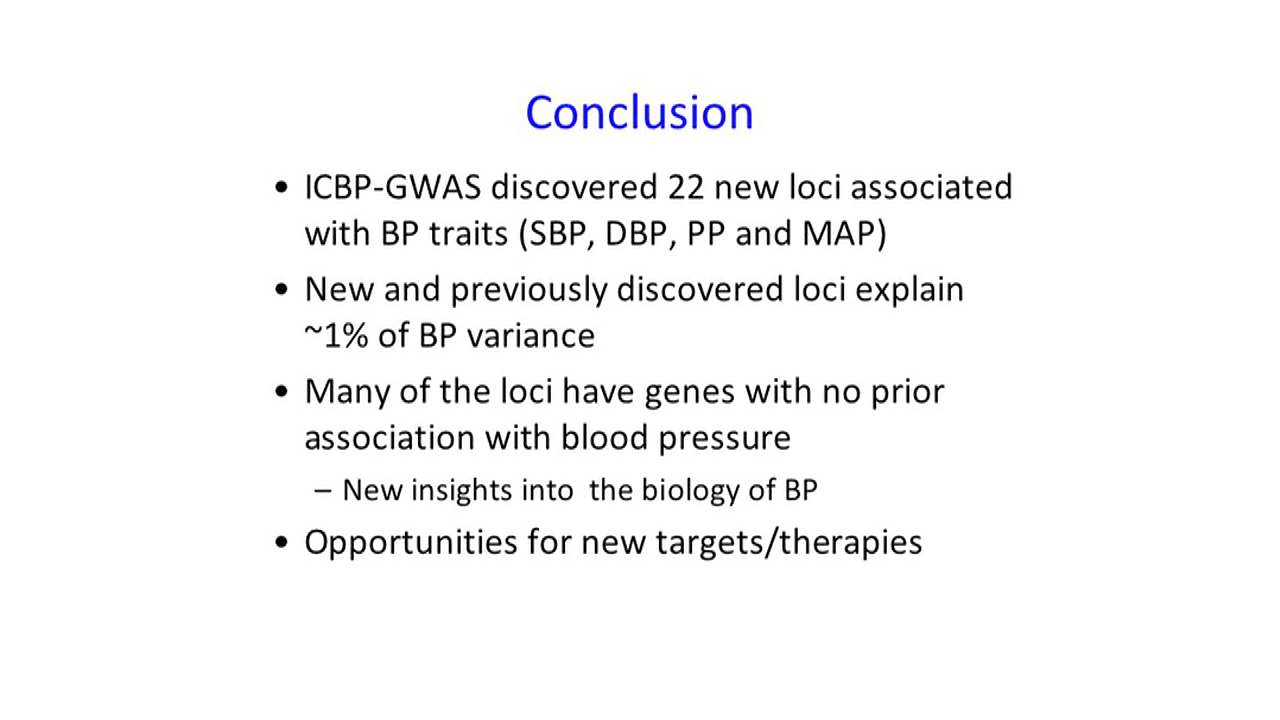 Conclusion
• ICBP-GWAS discovered 22 new loci associated
with BP traits (SBP, DBP, PP and MAP)
• New and previously discovered loci explain
~1% of BP variance
• Many of the loci have genes with no prior
association with blood pressure
– New insights into  the biology of BP
• Opportunities for new targets/therapies